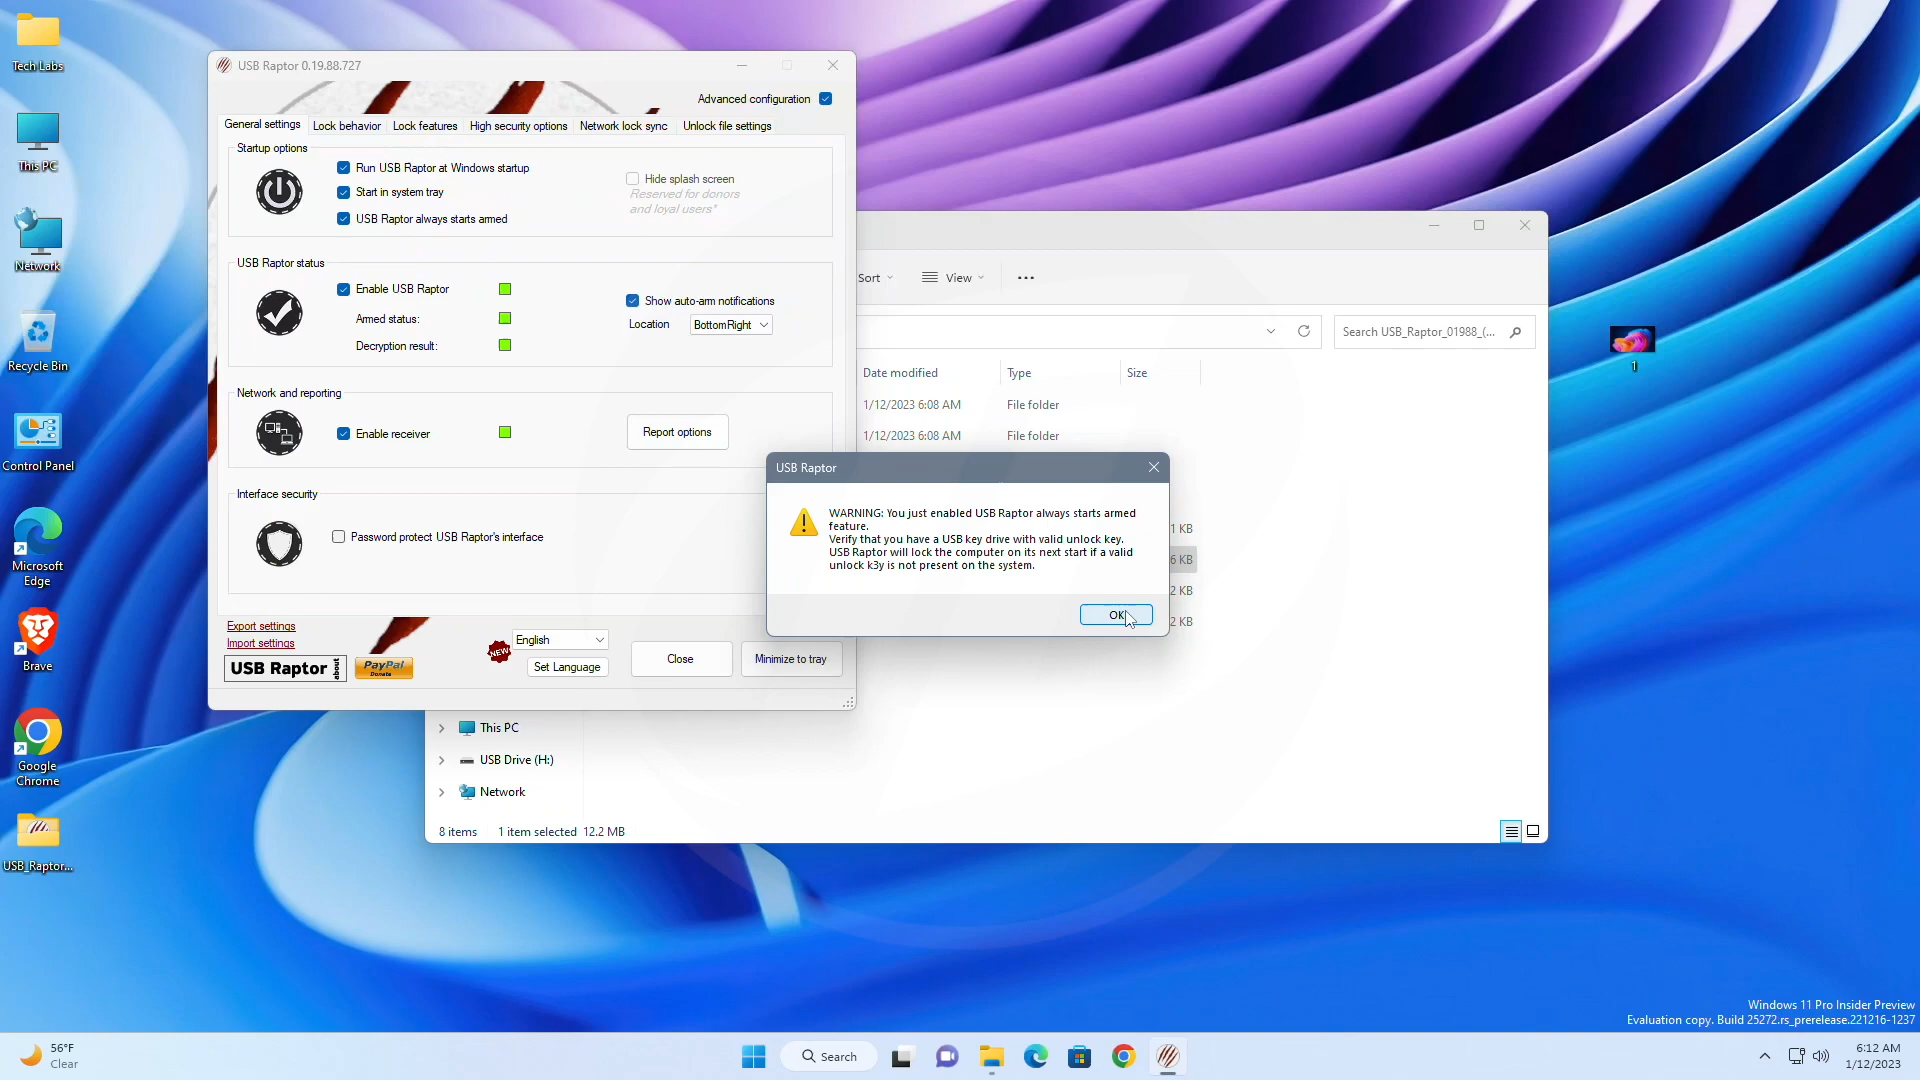 Tech Labs
This PC
Network
Recycle Bin
Control Panel
Microsoft
Edge
Brave
Google
Chrome
USB_Raptor...
USB Raptor 0.19.88.727
Advanced configuration
General settings
Lock behavior
Lock features
High security options
Network lock sync
Unlock file settings
Startup options
Run USB Raptor at Windows startup
Start in system tray
USB Raptor always starts armed
Hide splash screen
Reserved for donors
and loyal users*
USB Raptor status
Enable USB Raptor
Armed status:
Decryption result:
Show auto-arm notifications
Location
BottomRight
Network and reporting
Enable receiver
Report options
Interface security
Password protect USB Raptor's interface
Export settings
Import settings
USB Raptor about
PayPal
Donate
NEW
English
Set Language
Close
Minimize to tray
USB Raptor
WARNING: You just enabled USB Raptor always starts armed
feature.
Verify that you have a USB key drive with valid unlock key.
USB Raptor will lock the computer on its next start if a valid
unlock k3y is not present on the system.
OK
Sort
View
Search USB_Raptor_01988_(...
Date modified
Type
Size
1/12/2023 6:08 AM
File folder
1/12/2023 6:08 AM
File folder
1 KB
6 KB
2 KB
2 KB
This PC
USB Drive (H:)
Network
8 items
1 item selected 12.2 MB
1
Windows 11 Pro Insider Preview
Evaluation copy. Build 25272.rs_prerelease.221216-1237
56°F
Clear
Search
6:12 AM
1/12/2023